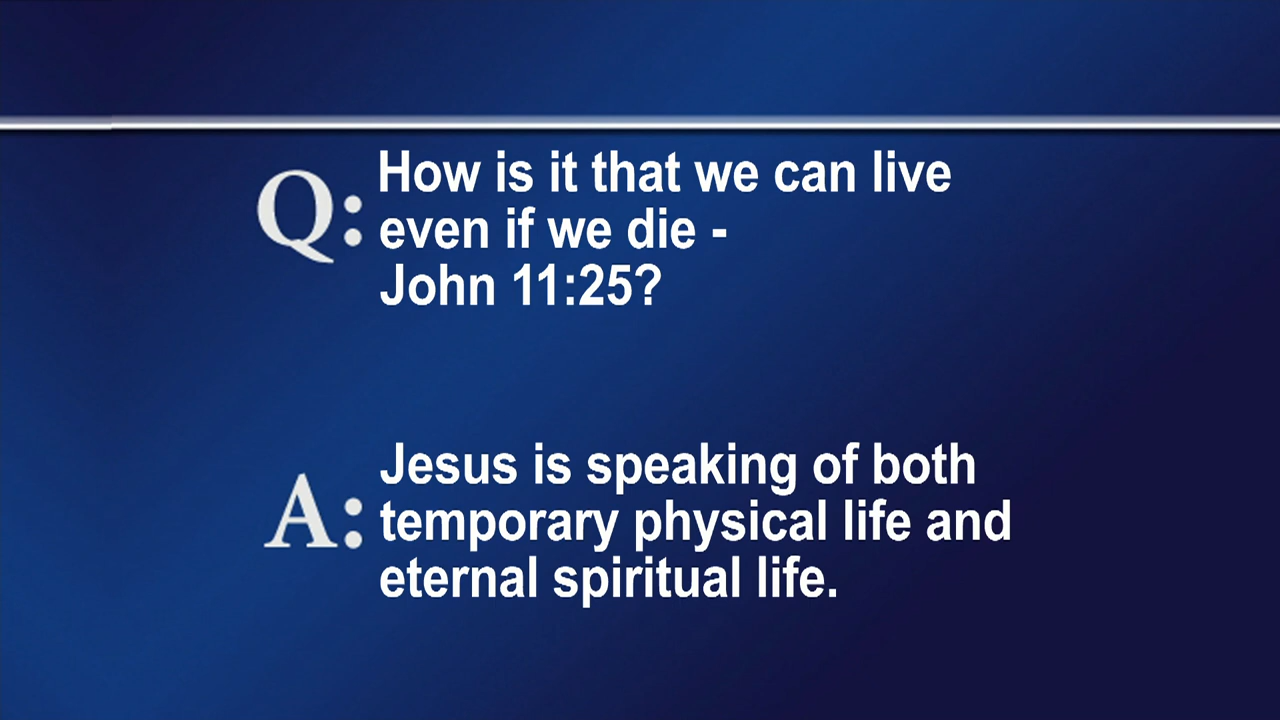 Q: How is it that we can live
even if we die -
John 11:25?
A: Jesus is speaking of both
temporary physical life and
eternal spiritual life.